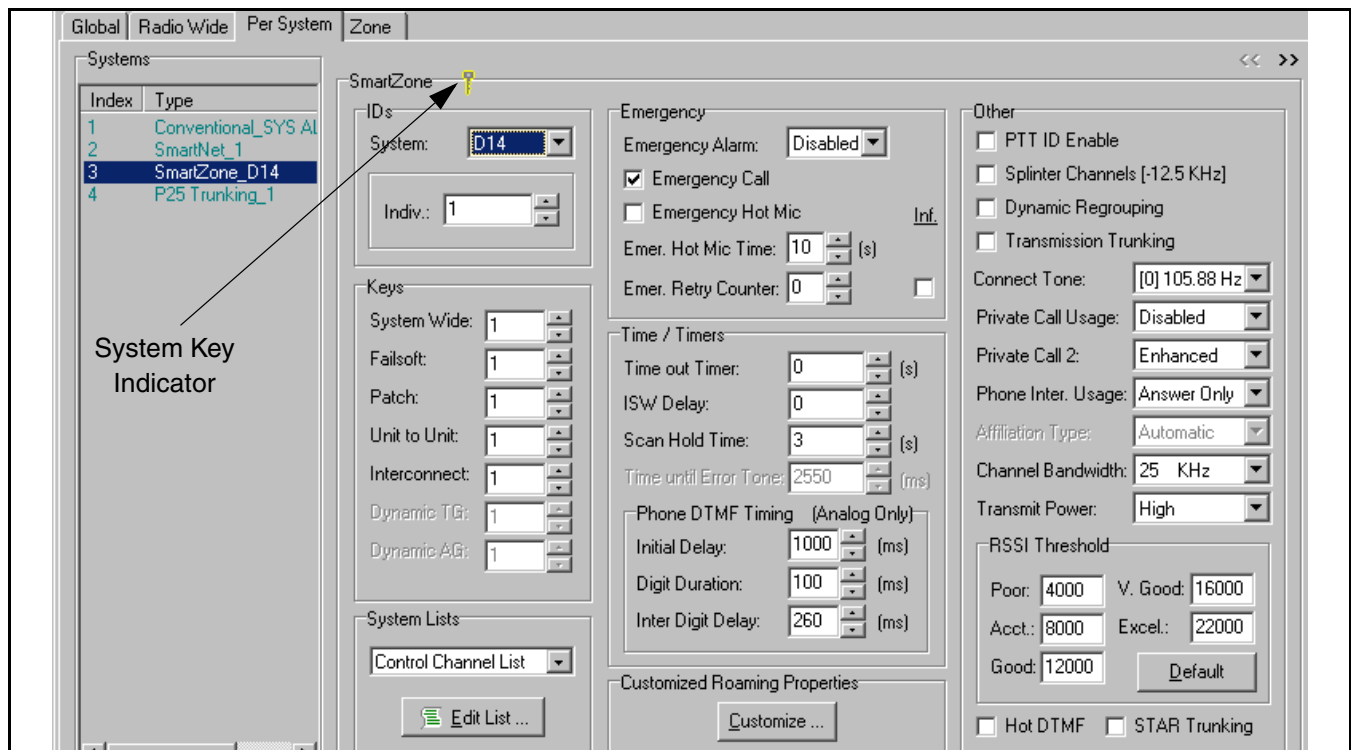 Global Radio Wide Per System Zone
Systems
<< >>
Index Type
1 Conventional_SYS AL
2 SmartNet_1
3 SmartZone_D14
4 P25 Trunking_1
System Key
Indicator
SmartZone
IDs
System: D14
Indiv.: 1
Keys
System Wide: 1
Failsoft: 1
Patch: 1
Unit to Unit: 1
Interconnect: 1
Dynamic TG: 1
Dynamic AG: 1
System Lists
Control Channel List
Edit List ...
Emergency
Emergency Alarm: Disabled
Emergency Call
Emergency Hot Mic Inf.
Emer. Hot Mic Time: 10 (s)
Emer. Retry Counter: 0
Time / Timers
Time out Timer: 0 (s)
ISW Delay: 0
Scan Hold Time: 3 (s)
Time until Error Tone: 2550 (ms)
Phone DTMF Timing (Analog Only)
Initial Delay: 1000 (ms)
Digit Duration: 100 (ms)
Inter Digit Delay: 260 (ms)
Customized Roaming Properties
Customize ...
Other
PTT ID Enable
Splinter Channels [-12.5 KHz]
Dynamic Regrouping
Transmission Trunking
Connect Tone: [0] 105.88 Hz
Private Call Usage: Disabled
Private Call 2: Enhanced
Phone Inter. Usage: Answer Only
Affiliation Type: Automatic
Channel Bandwidth: 25 KHz
Transmit Power: High
RSSI Threshold
Poor: 4000 V. Good: 16000
Acct.: 8000 Excel.: 22000
Good: 12000 Default
Hot DTMF STAR Trunking